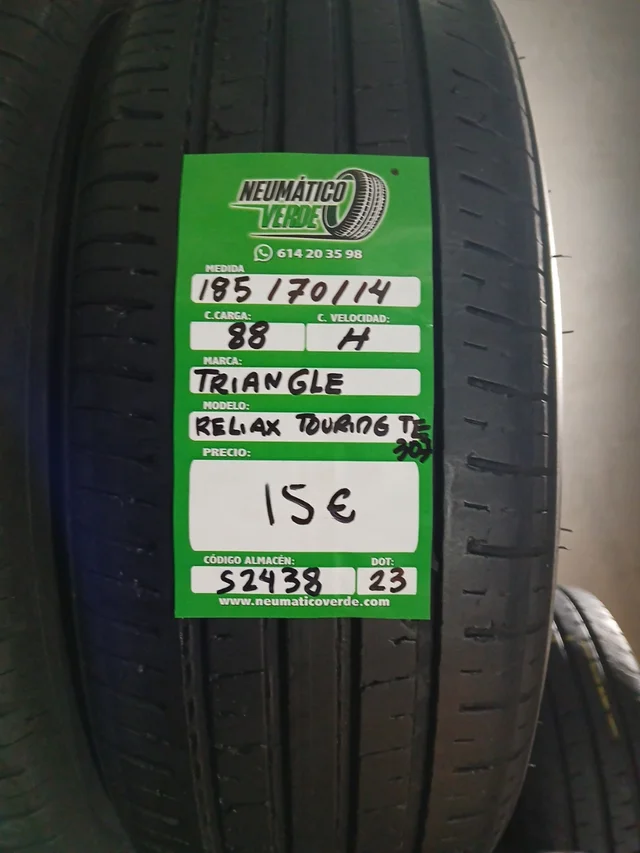 NEUMÁTICO
VERDE
614 20 35 98
MEDIDA
185/70/14
C.CARGA: C. VELOCIDAD:
88 H
MARCA:
TRIANGLE
MODELO:
RELIAX TOURING TE
307
PRECIO:
15€
CÓDIGO ALMACÉN: DOT:
S2438 23
www.neumaticoverde.com